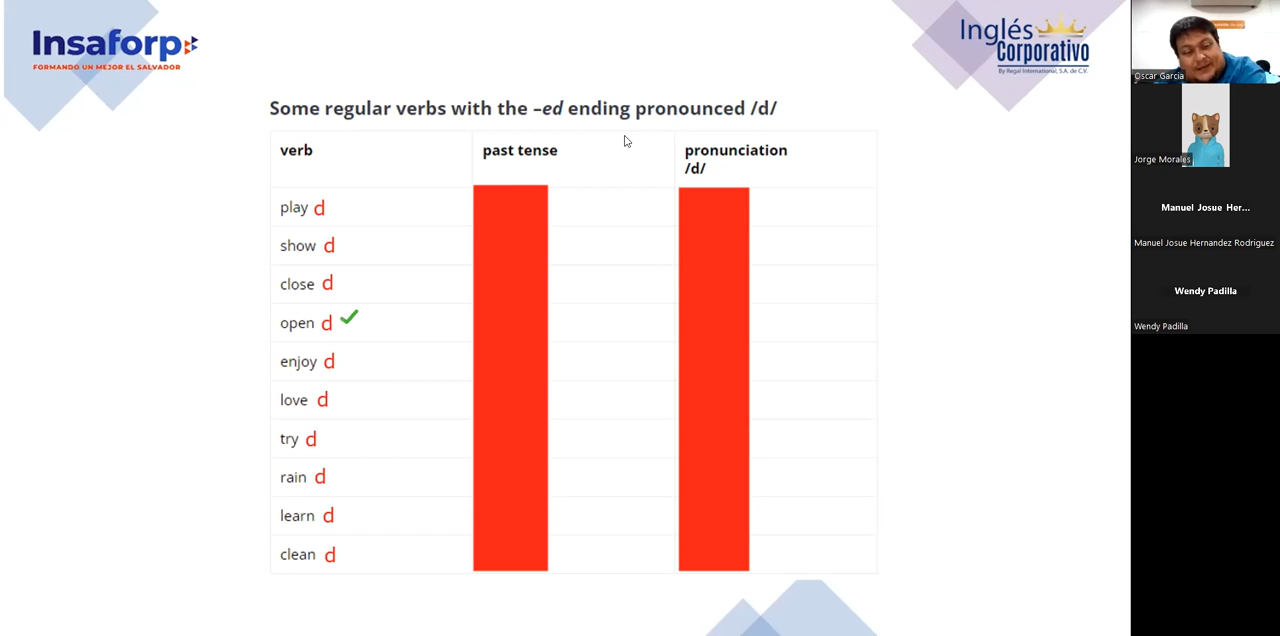 Insaforp
FORMANDO UN MEJOR EL SALVADOR
Inglés
Corporativo
By Regal International, S.A. de C.V.
Some regular verbs with the –ed ending pronounced /d/
verb past tense pronunciation
/d/
play d
show d
close d
open d
enjoy d
love d
try d
rain d
learn d
clean d
Oscar Garcia
Jorge Morales
Manuel Josue Her...
Manuel Josue Hernandez Rodriguez
Wendy Padilla
Wendy Padilla